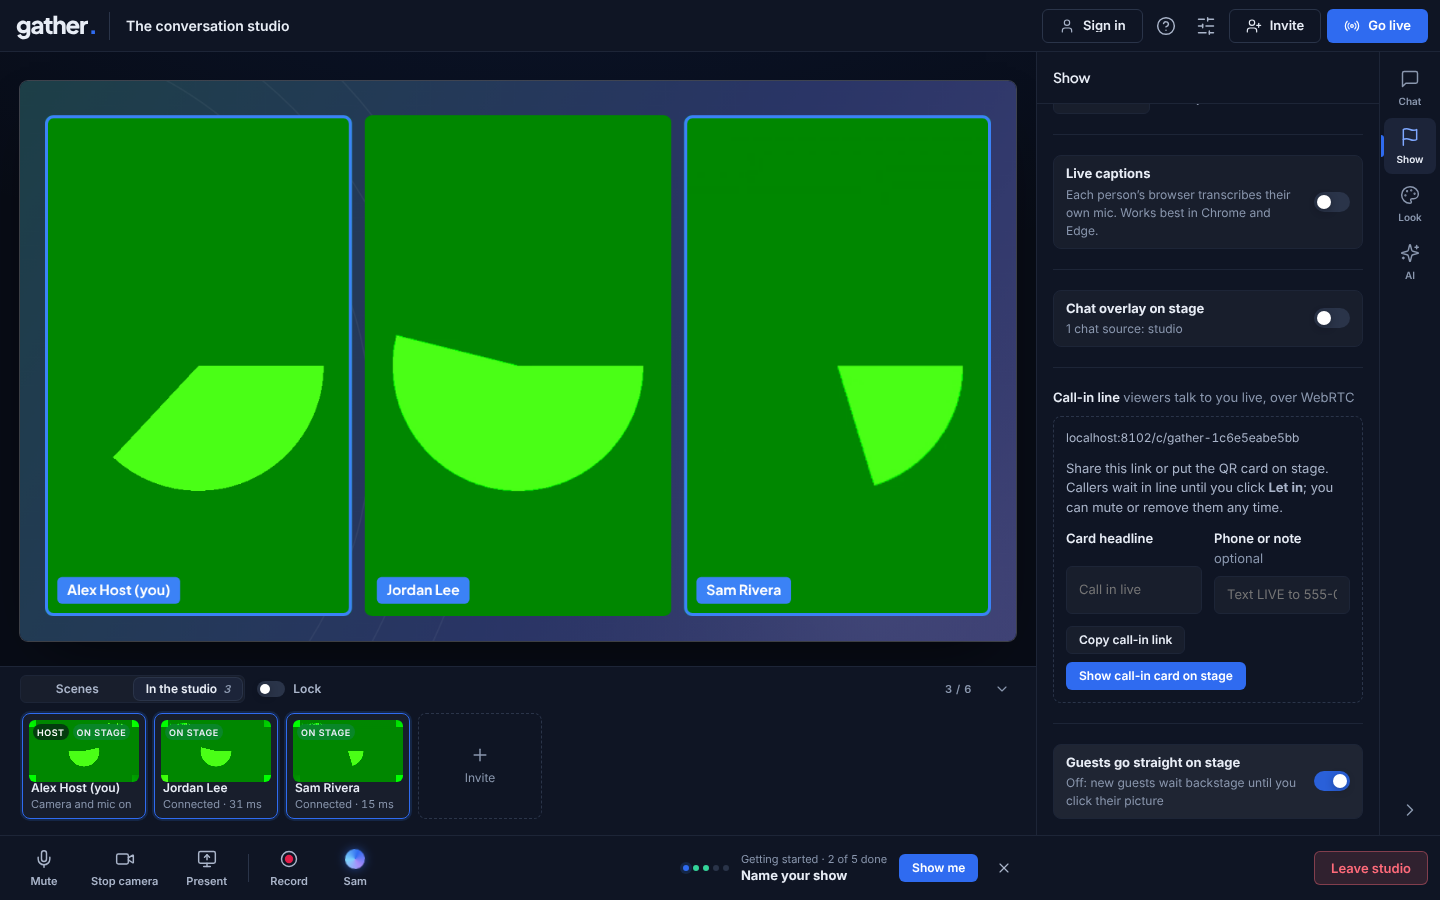 gather.
The conversation studio
Sign in
Invite
Go live
Show
Chat
Show
Look
AI
Live captions
Each person's browser transcribes their
own mic. Works best in Chrome and
Edge.
Chat overlay on stage
1 chat source: studio
Call-in line viewers talk to you live, over WebRTC
localhost:8102/c/gather-1c6e5eabe5bb
Share this link or put the QR card on stage.
Callers wait in line until you click Let in; you
can mute or remove them any time.
Card headline
Phone or note
optional
Call in live
Text LIVE to 555-0
Copy call-in link
Show call-in card on stage
Guests go straight on stage
Off: new guests wait backstage until you
click their picture
Alex Host (you)
Jordan Lee
Sam Rivera
Scenes
In the studio 3
Lock
3 / 6
HOST
ON STAGE
Alex Host (you)
Camera and mic on
ON STAGE
Jordan Lee
Connected · 31 ms
ON STAGE
Sam Rivera
Connected · 15 ms
Invite
Mute
Stop camera
Present
Record
Sam
Getting started · 2 of 5 done
Name your show
Show me
Leave studio